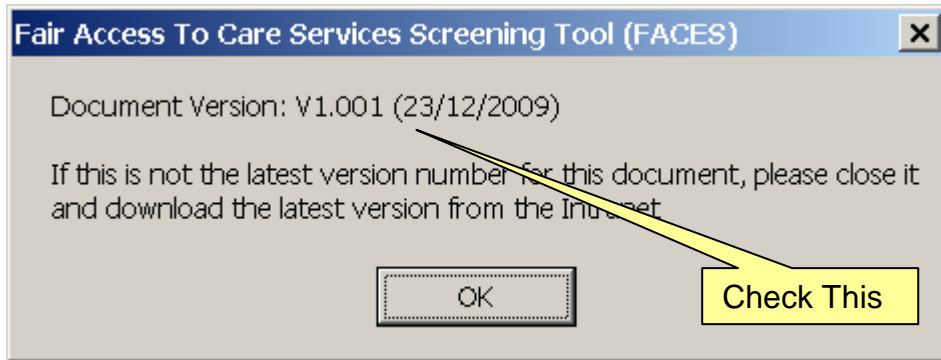 Fair Access To Care Services Screening Tool (FACES)
Document Version: V1.001 (23/12/2009)
If this is not the latest version number for this document, please close it
and download the latest version from the Intranet
OK
Check This